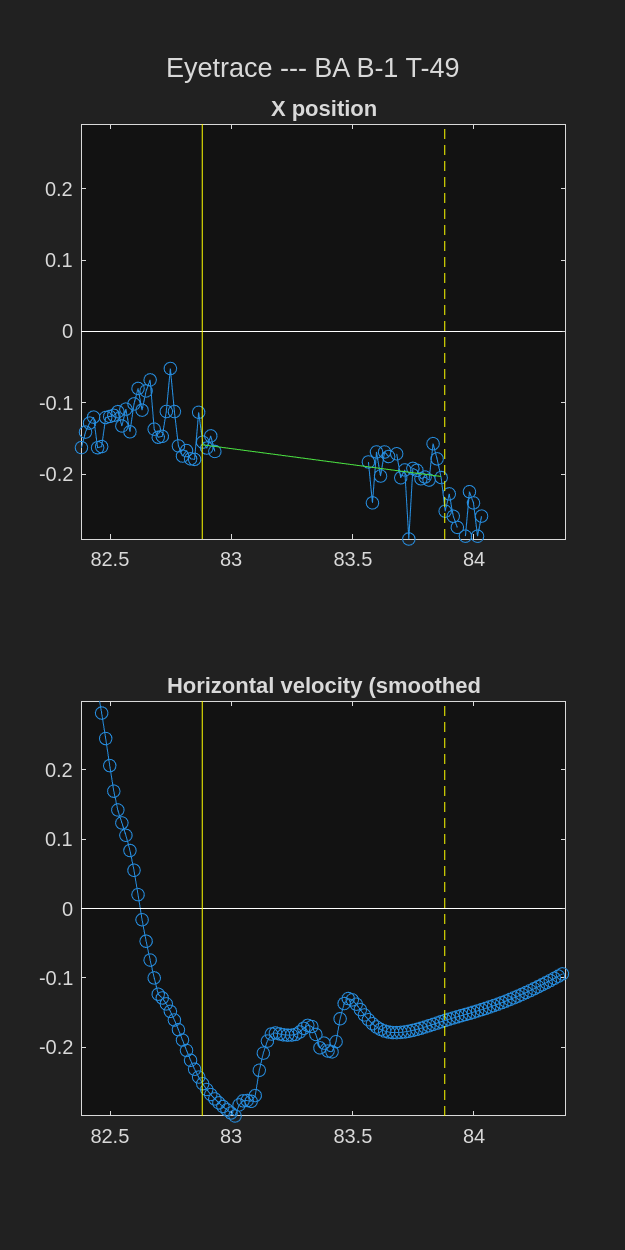 Eyetrace --- BA B-1 T-49
X position
0.2
0.1
0
-0.1
-0.2
82.5 83 83.5 84
Horizontal velocity (smoothed
0.2
0.1
0
-0.1
-0.2
82.5 83 83.5 84